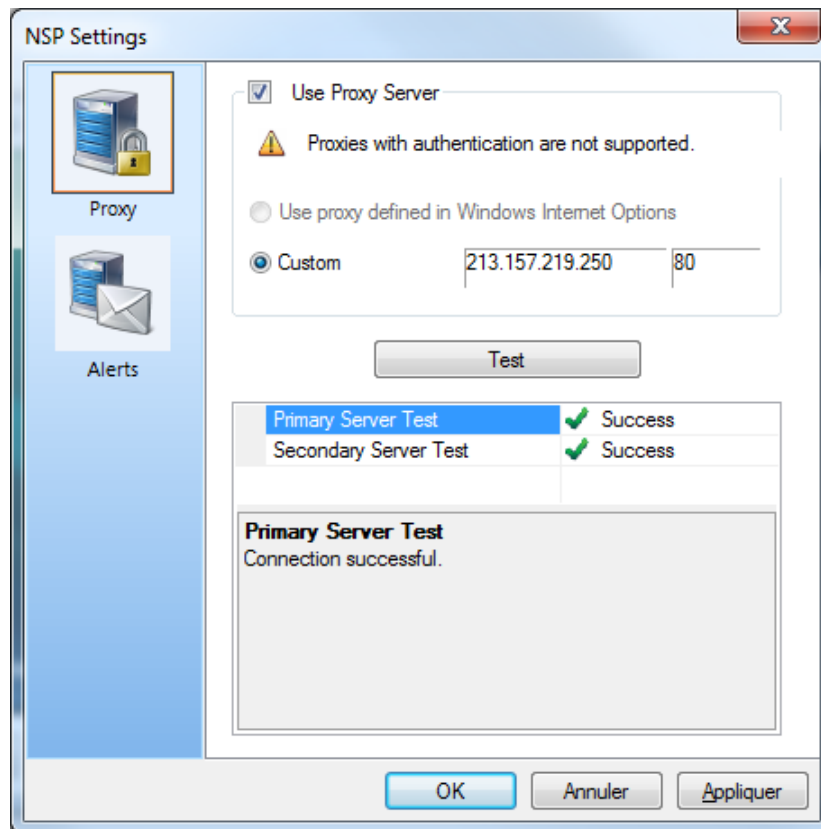 NSP Settings
Proxy
Alerts
Use Proxy Server
Proxies with authentication are not supported.
Use proxy defined in Windows Internet Options
Custom 213.157.219.250 80
Test
Primary Server Test Success
Secondary Server Test Success
Primary Server Test
Connection successful.
OK Annuler Appliquer